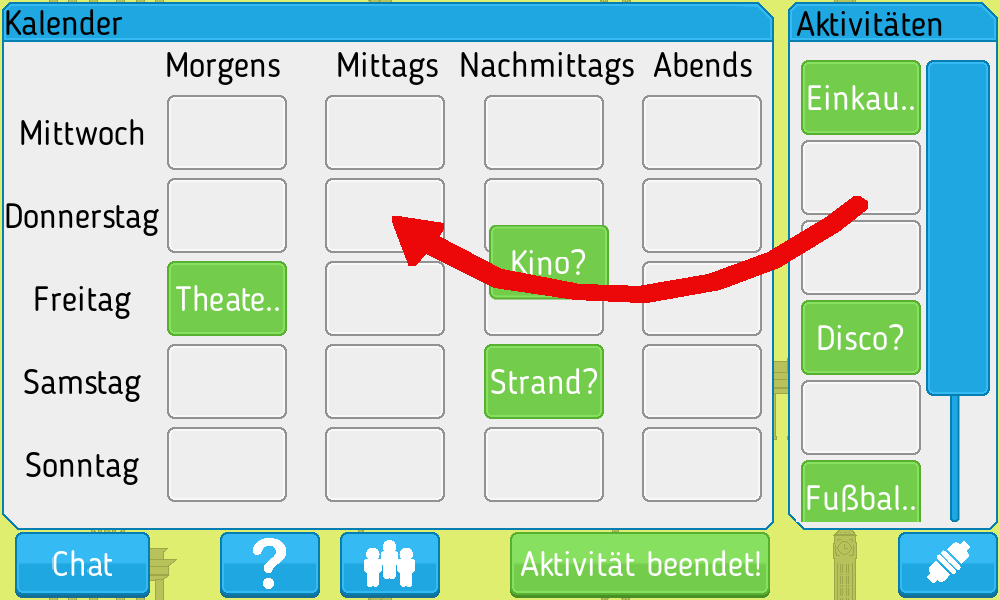 Kalender
Aktivitäten
Morgens Mittags Nachmittags Abends
Einkau..
Mittwoch
Donnerstag
Kino?
Freitag
Theate..
Disco?
Samstag
Strand?
Sonntag
Fußbal..
Chat
?
Aktivität beendet!